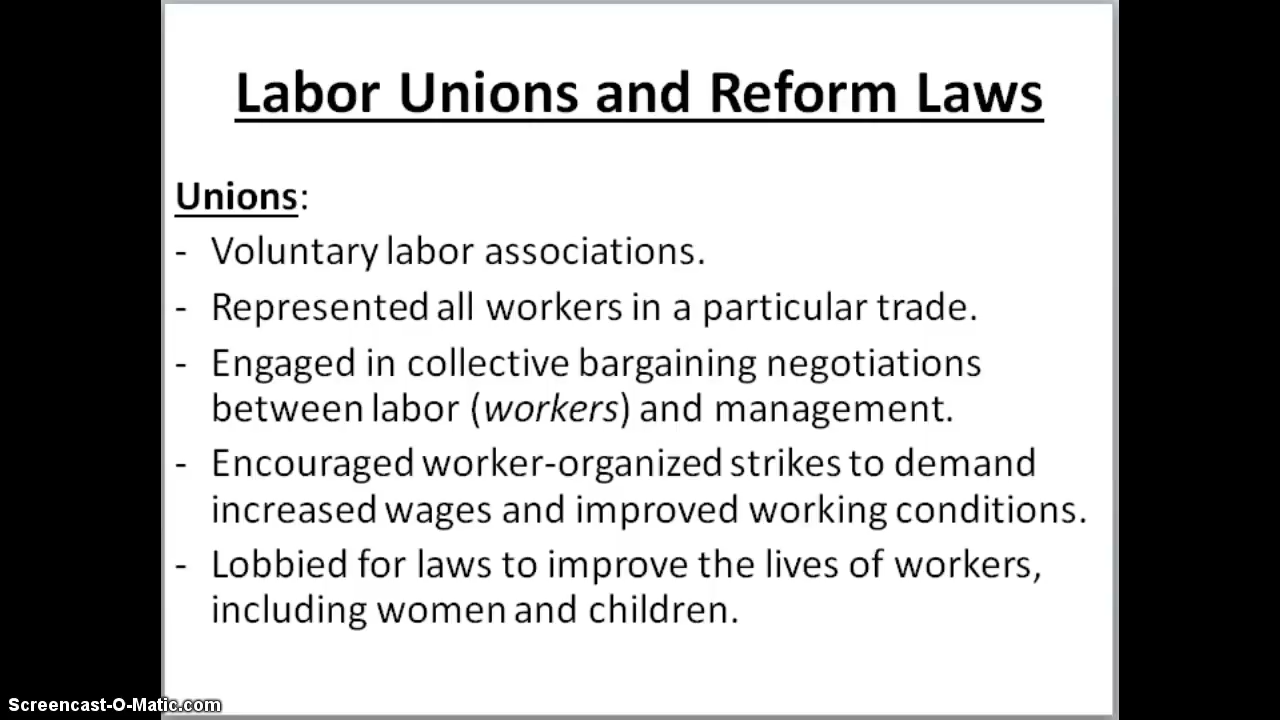 Labor Unions and Reform Laws
Unions:
- Voluntary labor associations.
- Represented all workers in a particular trade.
- Engaged in collective bargaining negotiations
between labor (workers) and management.
- Encouraged worker-organized strikes to demand
increased wages and improved working conditions.
- Lobbied for laws to improve the lives of workers,
including women and children.
Screencast-O-Matic.com